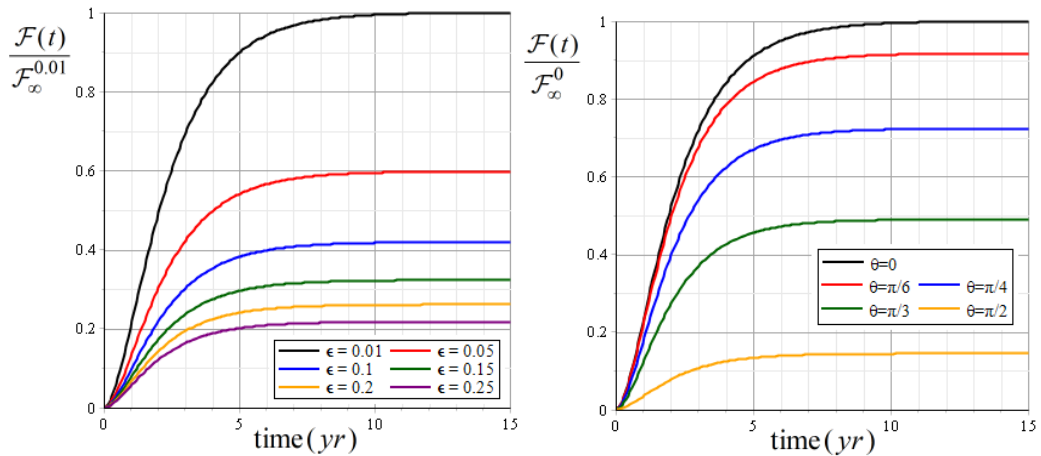 F(t)
F∞^0.01
1
0.8
0.6
0.4
0.2
0
0 5 10 15
time (yr)
ϵ = 0.01 ϵ = 0.05
ϵ = 0.1 ϵ = 0.15
ϵ = 0.2 ϵ = 0.25
F(t)
F∞^0
1
0.8
0.6
0.4
0.2
0
0 5 10 15
time (yr)
θ=0
θ=π/6 θ=π/4
θ=π/3 θ=π/2